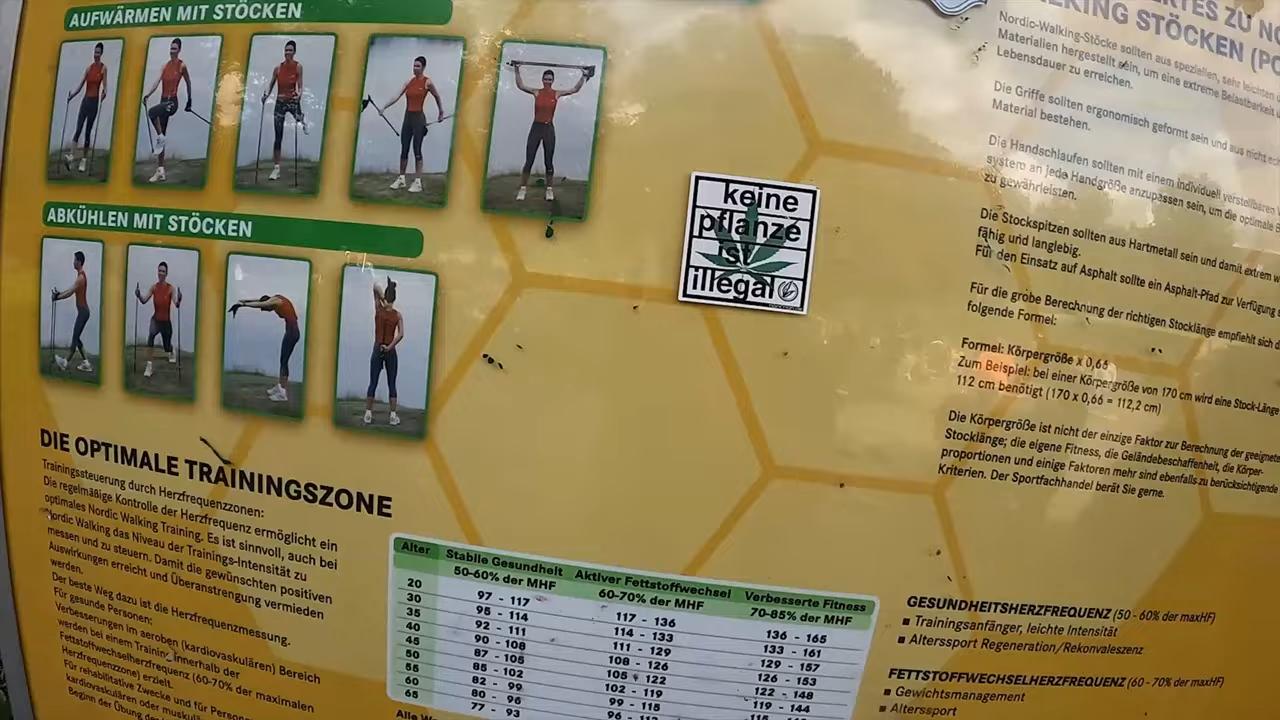 AUFWÄRMEN MIT STÖCKEN
ABKÜHLEN MIT STÖCKEN
DIE OPTIMALE TRAININGSZONE
Trainingssteuerung durch Herzfrequenzzonen:
Die regelmäßige Kontrolle der Herzfrequenz ermöglicht ein
optimales Nordic Walking Training. Es ist sinnvoll, auch bei
Nordic Walking das Niveau der Trainings-Intensität zu
messen und zu steuern. Damit die gewünschten positiven
Auswirkungen erreicht und Überanstrengung vermieden
werden.
Der beste Weg dazu ist die Herzfrequenzmessung.
Für gesunde Personen:
Verbesserungen im aeroben (kardiovaskulären) Bereich
werden bei einem Training innerhalb der
Fettstoffwechselherzfrequenz (60-70% der maximalen
Herzfrequenzzone) erzielt.
Für rehabilitative Zwecke und für Personen
kardiovaskulären oder
Beginn der Übung
keine
pflanze
ist
illegal
Alter Stabile Gesundheit Aktiver Fettstoffwechsel Verbesserte Fitness
50-60% der MHF 60-70% der MHF 70-85% der MHF
20 97 - 117 117 - 136 136 - 165
30 95 - 114 114 - 133 133 - 161
35 92 - 111 111 - 129 129 - 157
40 90 - 108 108 - 126 126 - 153
45 87 - 105 105 - 122 122 - 148
50 85 - 102 102 - 119 119 - 144
55 82 - 99 99 - 115
60 80 - 96
65 77 - 93
Nordic-Walking-Stöcke sollten aus speziellen, sehr leichten
Materialien hergestellt sein, um eine extreme Belastbarkeit
Lebensdauer zu erreichen.
Die Griffe sollten ergonomisch geformt sein und aus nicht
Material bestehen.
Die Handschlaufen sollten mit einem individuell verstellbaren
system an jede Handgröße anzupassen sein, um die optimale
zu gewährleisten.
Die Stockspitzen sollten aus Hartmetall sein und damit extrem
fähig und langlebig.
Für den Einsatz auf Asphalt sollte ein Asphalt-Pfad zur Verfügung
Für die grobe Berechnung der richtigen Stocklänge empfiehlt sich
folgende Formel:
Formel: Körpergröße x 0,66
Zum Beispiel: bei einer Körpergröße von 170 cm wird eine Stock-Länge
112 cm benötigt (170 x 0,66 = 112,2 cm)
Die Körpergröße ist nicht der einzige Faktor zur Berechnung der
Stocklänge; die eigene Fitness, die Geländebeschaffenheit, die Körper-
proportionen und einige Faktoren mehr sind ebenfalls zu berücksichtigende
Kriterien. Der Sportfachhandel berät Sie gerne.
GESUNDHEITSHERZFREQUENZ (50 - 60% der maxHF)
■ Trainingsanfänger, leichte Intensität
■ Alterssport Regeneration/Rekonvaleszenz
FETTSTOFFWECHSELHERZFREQUENZ (60 - 70% der maxHF)
■ Gewichtsmanagement
■ Alterssport